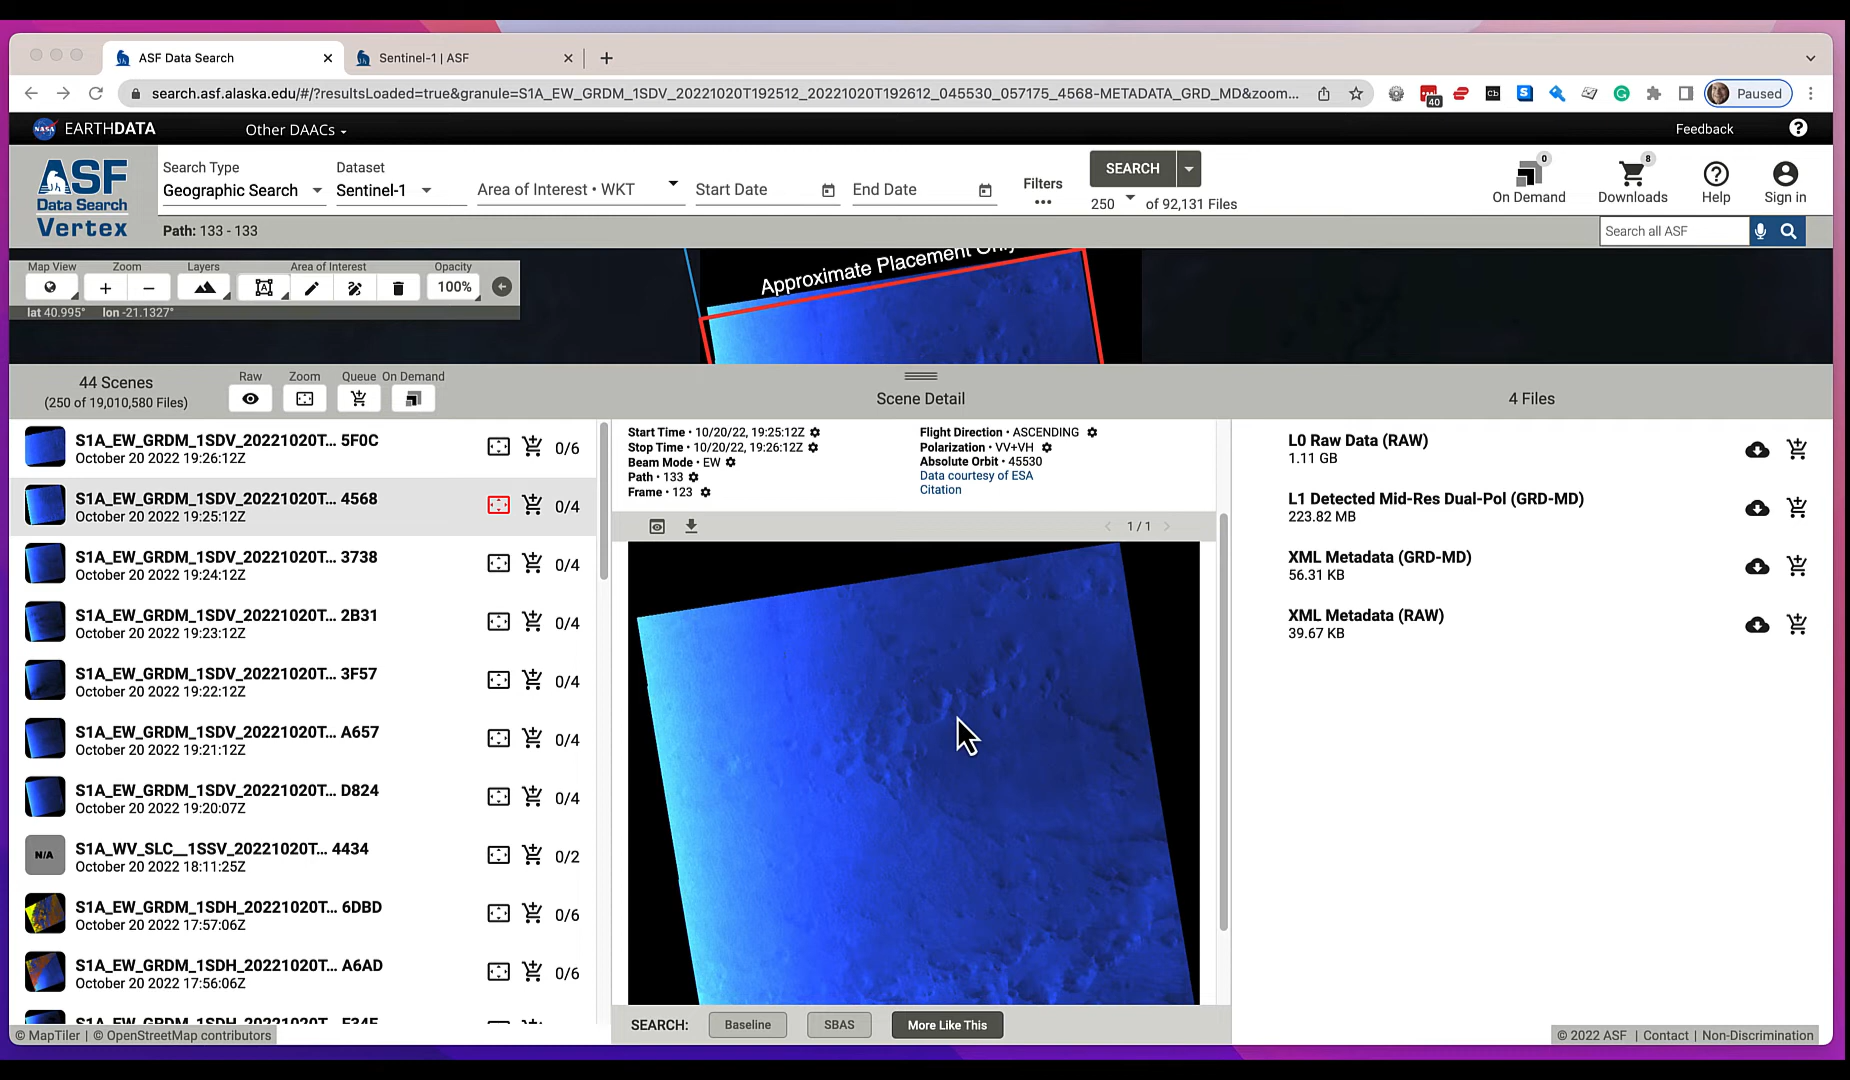 ASF Data Search
Sentinel-1 | ASF
search.asf.alaska.edu/#/?resultsLoaded=true&granule=S1A_EW_GRDM_1SDV_20221020T192512_20221020T192612_045530_057175_4568-METADATA_GRD_MD&zoom...
40
Cb
S
G
Paused
NASA
EARTHDATA
Other DAACs
Feedback
?
ASF
Data Search
Vertex
Search Type
Geographic Search
Dataset
Sentinel-1
Area of Interest • WKT
Start Date
End Date
Filters
•••
SEARCH
250 of 92,131 Files
0
On Demand
8
Downloads
Help
Sign in
Path: 133 - 133
Search all ASF
Map View
Zoom
Layers
Area of Interest
Opacity
+
−
A
100%
lat 40.995° lon -21.1327°
Approximate Placement Only
44 Scenes
(250 of 19,010,580 Files)
Raw
Zoom
Queue
On Demand
Scene Detail
4 Files
S1A_EW_GRDM_1SDV_20221020T... 5F0C
October 20 2022 19:26:12Z
0/6
S1A_EW_GRDM_1SDV_20221020T... 4568
October 20 2022 19:25:12Z
0/4
S1A_EW_GRDM_1SDV_20221020T... 3738
October 20 2022 19:24:12Z
0/4
S1A_EW_GRDM_1SDV_20221020T... 2B31
October 20 2022 19:23:12Z
0/4
S1A_EW_GRDM_1SDV_20221020T... 3F57
October 20 2022 19:22:12Z
0/4
S1A_EW_GRDM_1SDV_20221020T... A657
October 20 2022 19:21:12Z
0/4
S1A_EW_GRDM_1SDV_20221020T... D824
October 20 2022 19:20:07Z
0/4
N/A
S1A_WV_SLC__1SSV_20221020T... 4434
October 20 2022 18:11:25Z
0/2
S1A_EW_GRDM_1SDH_20221020T... 6DBD
October 20 2022 17:57:06Z
0/6
S1A_EW_GRDM_1SDH_20221020T... A6AD
October 20 2022 17:56:06Z
0/6
S1A_EW_GRDM_1SDH_20221020T...
Start Time • 10/20/22, 19:25:12Z
Stop Time • 10/20/22, 19:26:12Z
Beam Mode • EW
Path • 133
Frame • 123
Flight Direction • ASCENDING
Polarization • VV+VH
Absolute Orbit • 45530
Data courtesy of ESA
Citation
1 / 1
L0 Raw Data (RAW)
1.11 GB
L1 Detected Mid-Res Dual-Pol (GRD-MD)
223.82 MB
XML Metadata (GRD-MD)
56.31 KB
XML Metadata (RAW)
39.67 KB
SEARCH:
Baseline
SBAS
More Like This
© MapTiler | © OpenStreetMap contributors
© 2022 ASF | Contact | Non-Discrimination